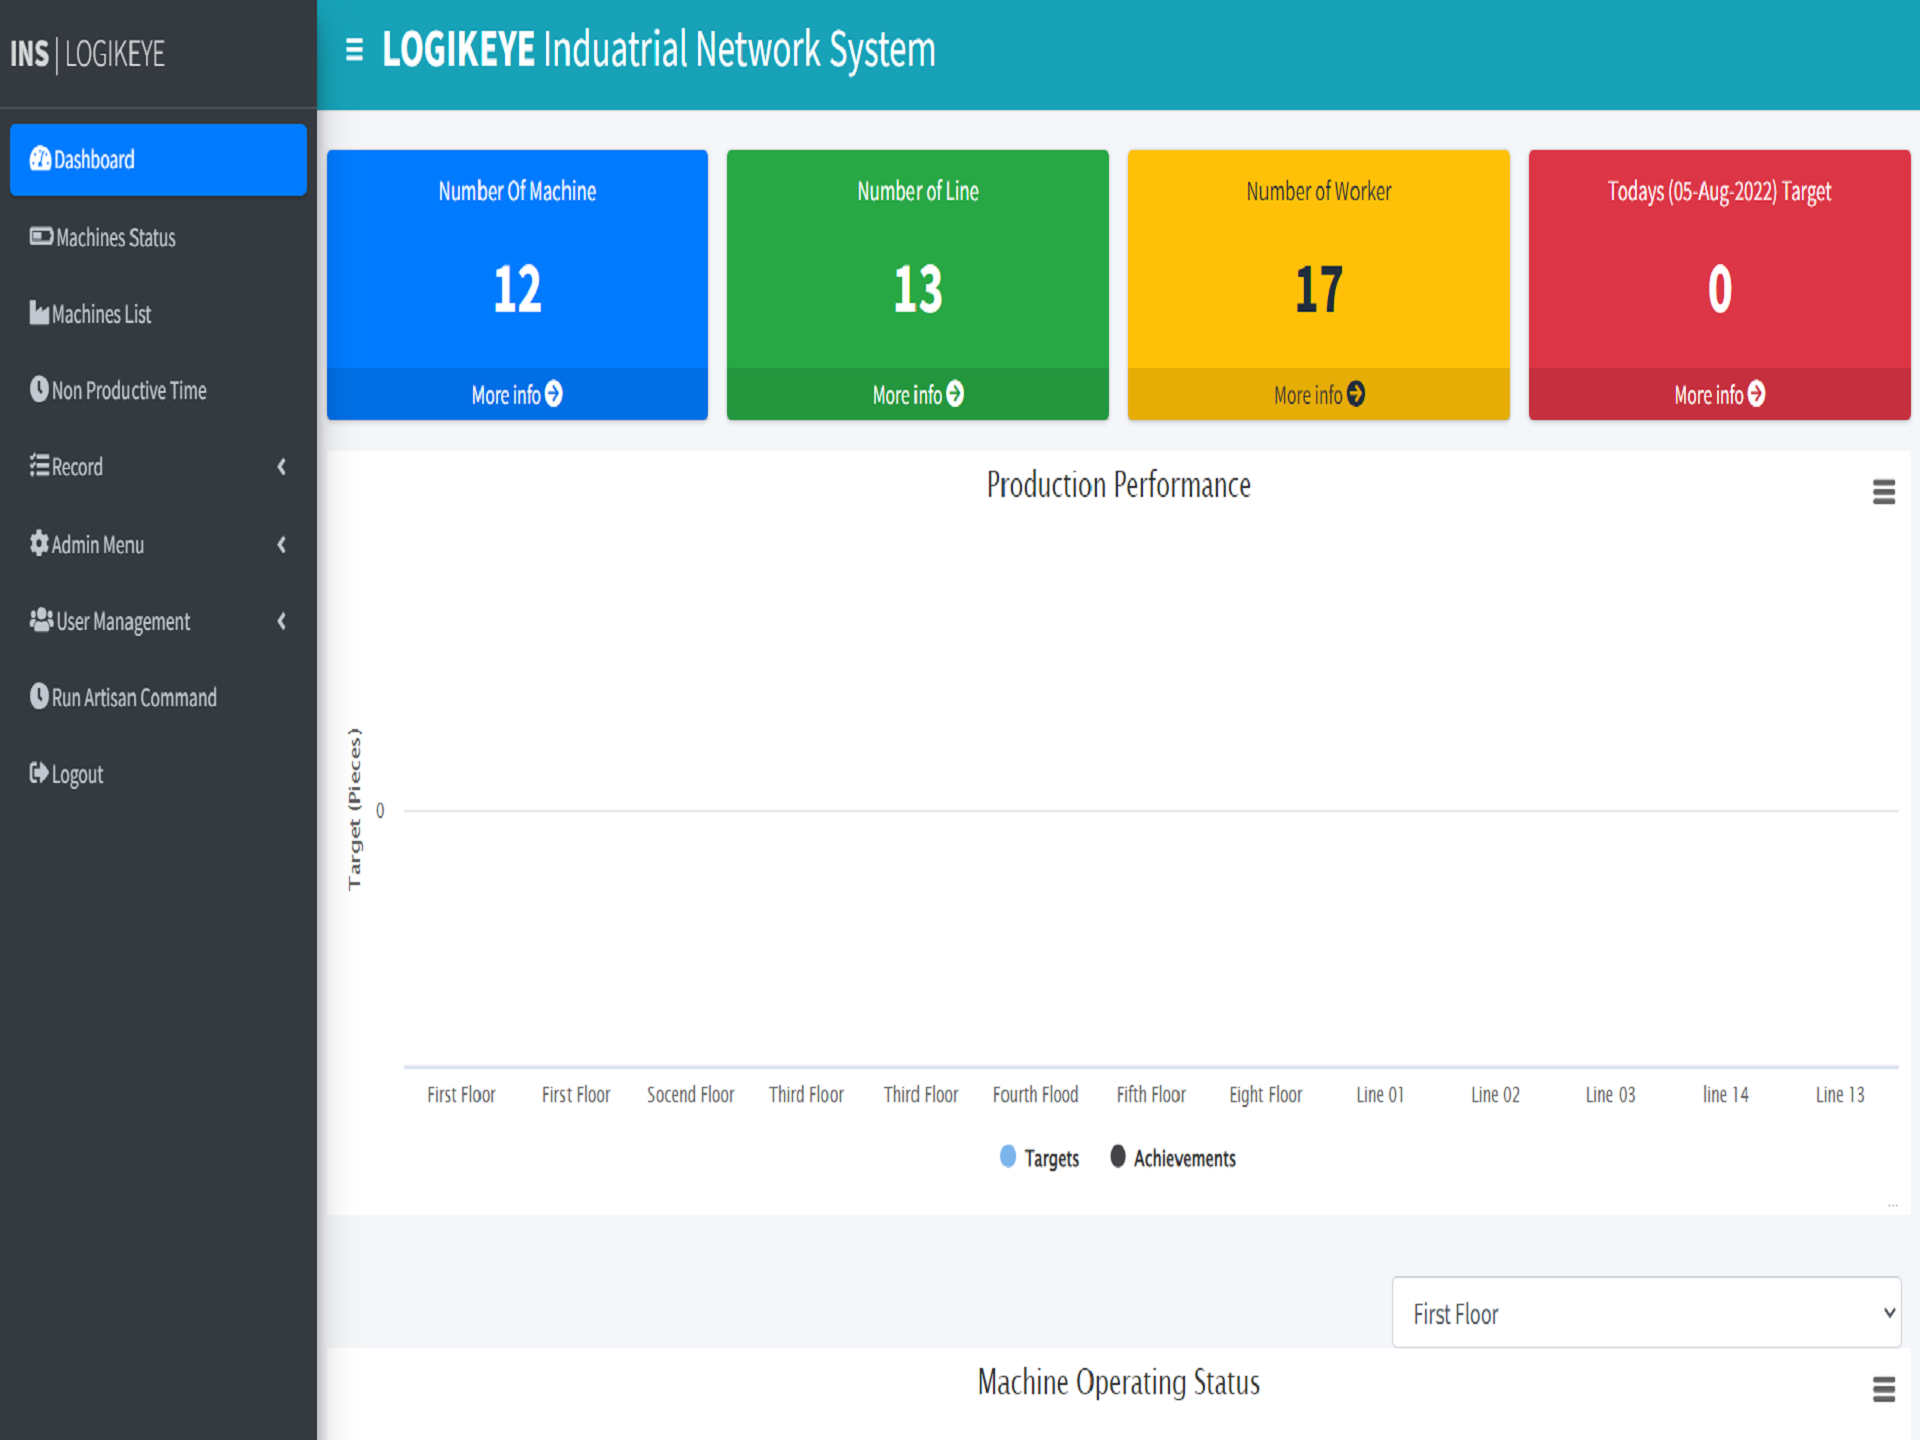 INS | LOGIKEYE
LOGIKEYE Induatrial Network System
Dashboard
Machines Status
Machines List
Non Productive Time
Record
Admin Menu
User Management
Run Artisan Command
Logout
Number Of Machine
12
More info
Number of Line
13
More info
Number of Worker
17
More info
Todays (05-Aug-2022) Target
0
More info
Production Performance
Target (Pieces)
0
First Floor First Floor Socend Floor Third Floor Third Floor Fourth Flood Fifth Floor Eight Floor Line 01 Line 02 Line 03 line 14 Line 13
Targets Achievements
...
First Floor
Machine Operating Status